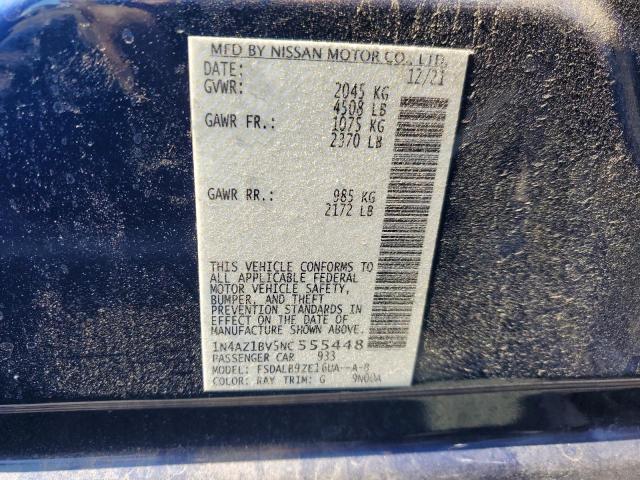 MFD BY NISSAN MOTOR CO., LTD.
DATE: 12/21
GVWR: 2045 KG
4508 LB
GAWR FR.: 1075 KG
2370 LB
GAWR RR.: 985 KG
2172 LB
THIS VEHICLE CONFORMS TO
ALL APPLICABLE FEDERAL
MOTOR VEHICLE SAFETY,
BUMPER, AND THEFT
PREVENTION STANDARDS
IN EFFECT ON THE DATE OF
MANUFACTURE SHOWN ABOVE.
1N4AZ1BV5NC555448
PASSENGER CAR 933
MODEL: FSDALB9ZE16UA--A-B
COLOR: RAY TRIM: G